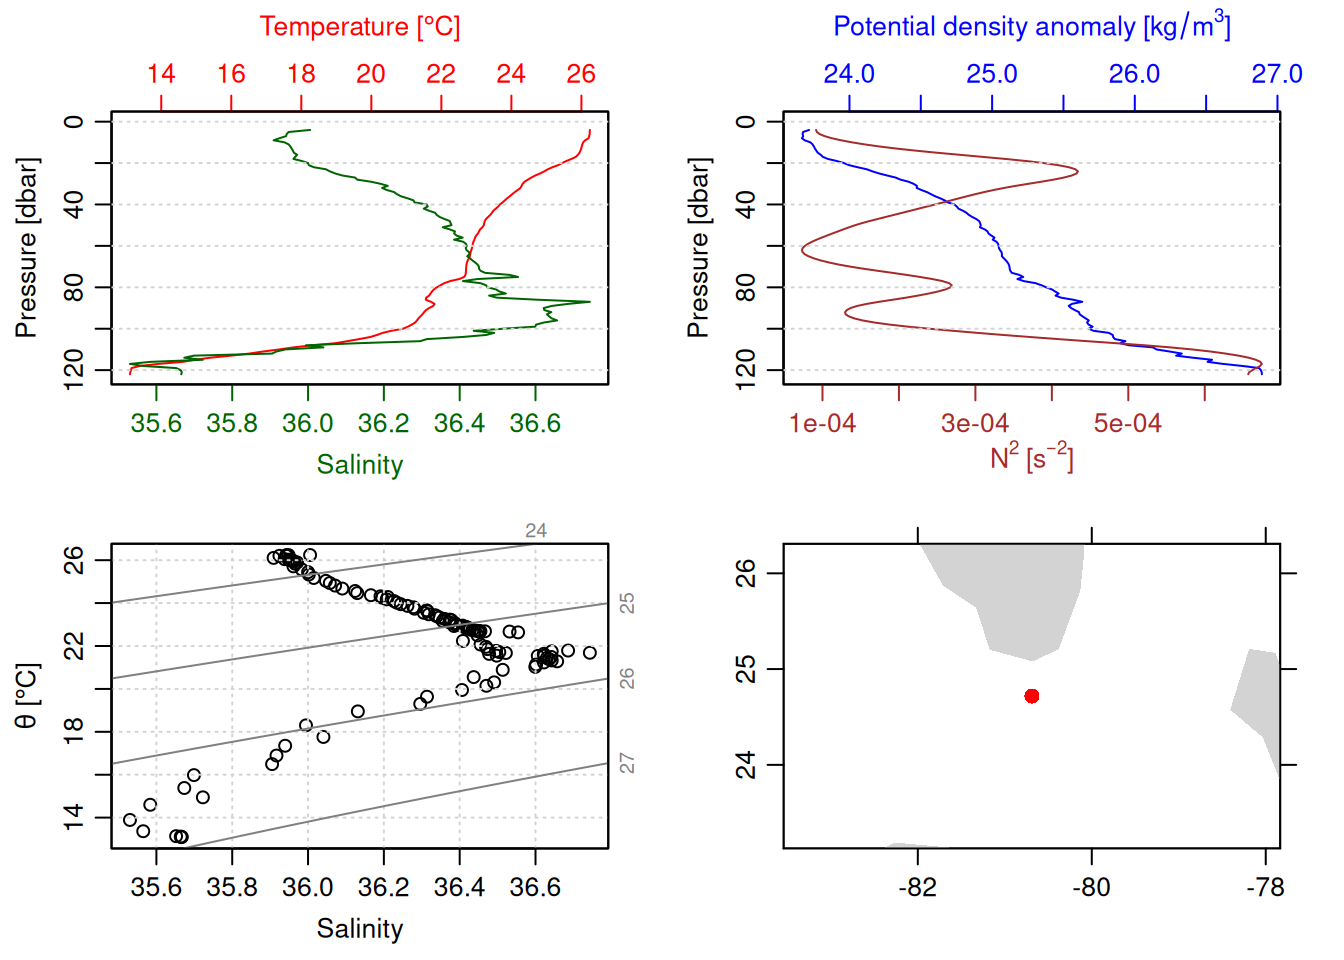 Temperature [°C]
14 16 18 20 22 24 26
0
40
80
120
Pressure [dbar]
35.6 35.8 36.0 36.2 36.4 36.6
Salinity
Potential density anomaly [kg/m³]
24.0 25.0 26.0 27.0
0
40
80
120
Pressure [dbar]
1e-04 3e-04 5e-04
N² [s⁻²]
24
25
26
27
26
22
18
14
θ [°C]
35.6 35.8 36.0 36.2 36.4 36.6
Salinity
26
25
24
-82 -80 -78